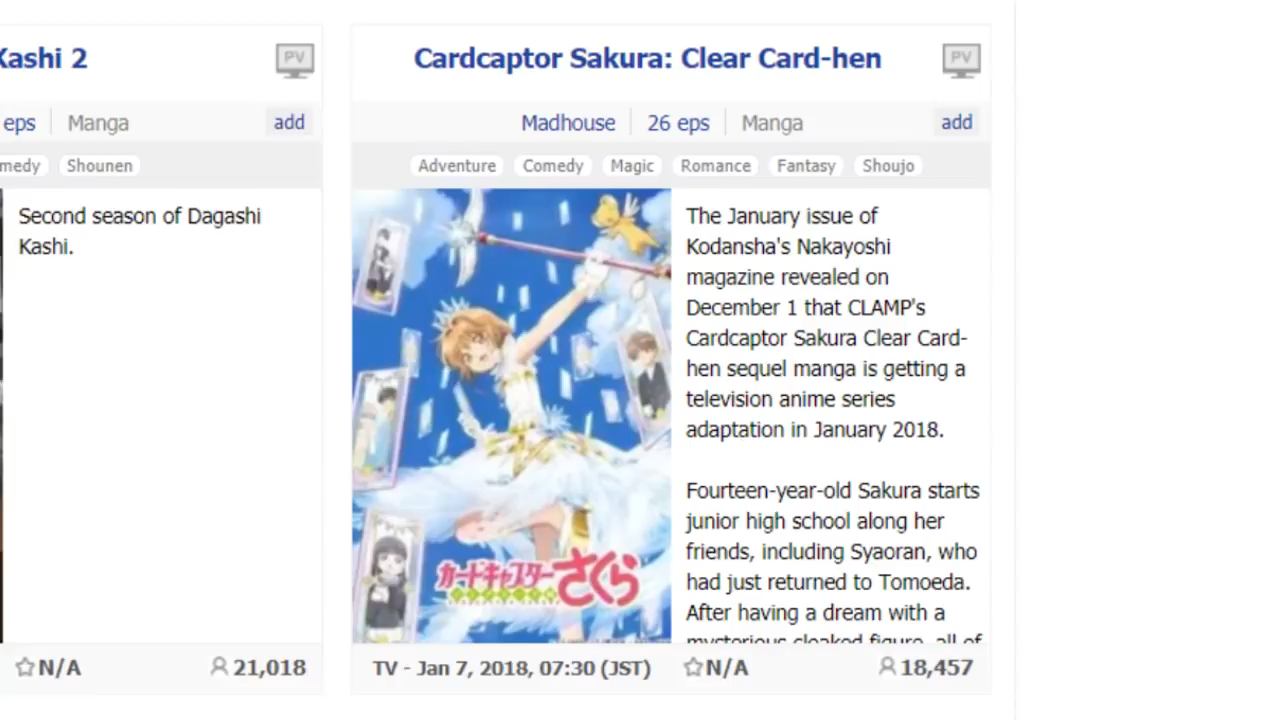 Kashi 2
PV
eps
Manga
add
medy
Shounen
Second season of Dagashi
Kashi.
N/A
21,018
Cardcaptor Sakura: Clear Card-hen
PV
Madhouse
26 eps
Manga
add
Adventure
Comedy
Magic
Romance
Fantasy
Shoujo
カードキャプター
さくら
The January issue of
Kodansha's Nakayoshi
magazine revealed on
December 1 that CLAMP's
Cardcaptor Sakura Clear Card-
hen sequel manga is getting a
television anime series
adaptation in January 2018.
Fourteen-year-old Sakura starts
junior high school along her
friends, including Syaoran, who
had just returned to Tomoeda.
After having a dream with a
mysterious cloaked figure, all of
TV - Jan 7, 2018, 07:30 (JST)
N/A
18,457